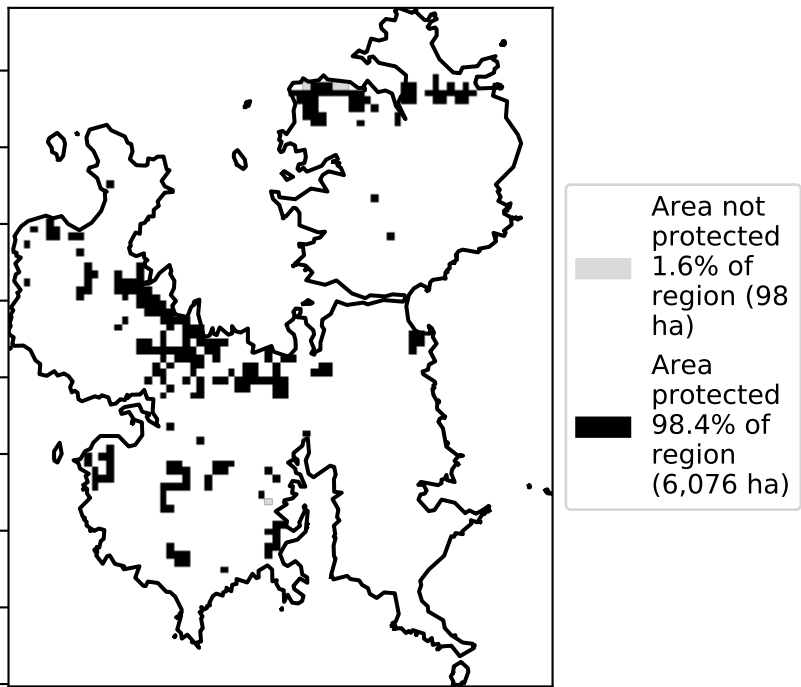 Area not
protected
1.6% of
region (98
ha)
Area
protected
98.4% of
region
(6,076 ha)